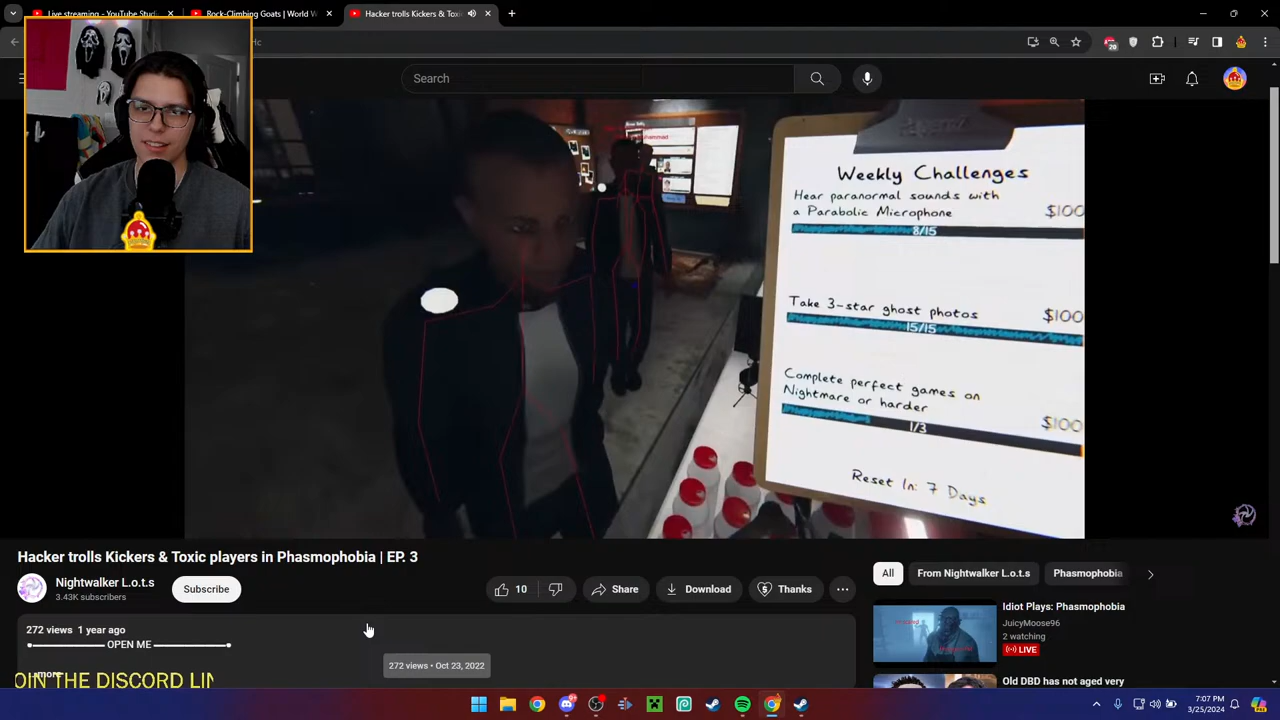 Live streaming - YouTube Studi
Rock-Climbing Goats | World W
Hacker trolls Kickers & Toxi
Hc
20
Search
Weekly Challenges
Hear paranormal sounds with
a Parabolic Microphone $100
8/15
Take 3-star ghost photos $100
15/15
Complete perfect games on
Nightmare or harder $100
1/3
Reset In: 7 Days
Hacker trolls Kickers & Toxic players in Phasmophobia | EP. 3
Nightwalker L.o.t.s
3.43K subscribers
Subscribe
10
Share
Download
Thanks
272 views 1 year ago
OPEN ME
272 views • Oct 23, 2022
OIN THE DISCORD LIN
All
From Nightwalker L.o.t.s
Phasmophobia
Idiot Plays: Phasmophobia
JuicyMoose96
2 watching
LIVE
Old DBD has not aged very
7:07 PM
3/25/2024